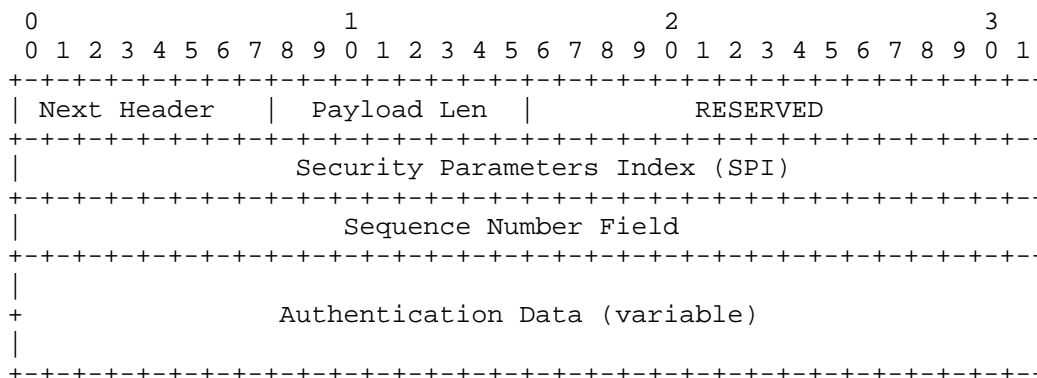 0                   1                   2                   3
 0 1 2 3 4 5 6 7 8 9 0 1 2 3 4 5 6 7 8 9 0 1 2 3 4 5 6 7 8 9 0 1
+-+-+-+-+-+-+-+-+-+-+-+-+-+-+-+-+-+-+-+-+-+-+-+-+-+-+-+-+-+-+-+-
| Next Header   |  Payload Len  |          RESERVED
+-+-+-+-+-+-+-+-+-+-+-+-+-+-+-+-+-+-+-+-+-+-+-+-+-+-+-+-+-+-+-+-
|                 Security Parameters Index (SPI)
+-+-+-+-+-+-+-+-+-+-+-+-+-+-+-+-+-+-+-+-+-+-+-+-+-+-+-+-+-+-+-+-
|                    Sequence Number Field
+-+-+-+-+-+-+-+-+-+-+-+-+-+-+-+-+-+-+-+-+-+-+-+-+-+-+-+-+-+-+-+-
|
+                Authentication Data (variable)
|
+-+-+-+-+-+-+-+-+-+-+-+-+-+-+-+-+-+-+-+-+-+-+-+-+-+-+-+-+-+-+-+-